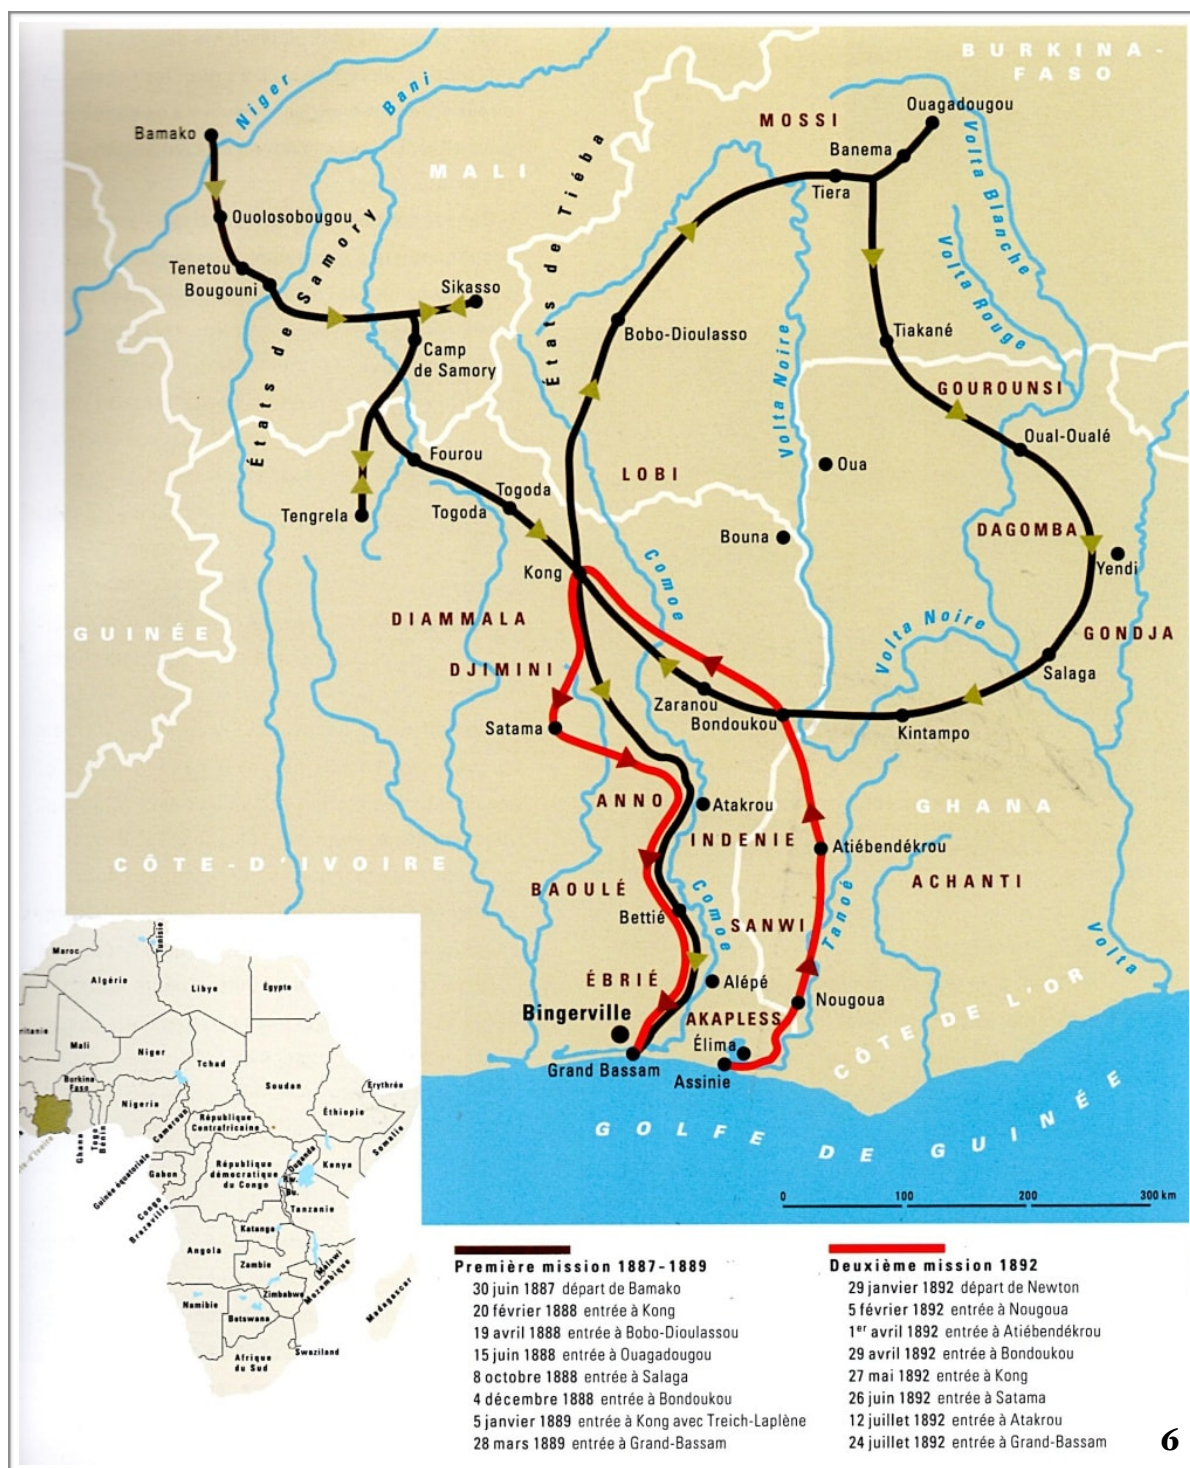 BURKINA-
FASO
Niger
Bani
Ouagadougou
MOSSI
Bamako
Banema
Volta Blanche
MALI
États de Tiéba
Tiera
Ouolosobougou
États de Samory
Volta Rouge
Tenetou
Bougouni
Sikasso
Bobo-Dioulasso
Tiakané
Camp
de Samory
Volta Noire
GOUROUNSI
Oual-Oualé
Fourou
LOBI
Oua
Togoda
Togoda
Tengrela
DAGOMBA
Bouna
Yendi
Kong
Comoe
DIAMMALA
GUINÉE
Volta Noire
GONDJA
DJIMINI
Salaga
Zaranou
Bondoukou
Satama
Kintampo
ANNO
Atakrou
GHANA
INDENIE
Atiébendékrou
CÔTE-D'IVOIRE
ACHANTI
BAOULÉ
Comoe
Bettié
SANWI
Tanoé
Volta
ÉBRIÉ
Alépé
Nougoua
Bingerville
AKAPLESS
CÔTE DE L'OR
Élima
Grand Bassam
Assinie
GOLFE DE GUINÉE
0 100 200 300 km
Maroc
Tunisie
Algérie
Libye
Égypte
ritanie
Mali
Niger
Tchad
Burkina
Faso
Soudan
Érythrée
Nigeria
Éthiopie
Cameroun
République
Centrafricaine
Somalie
Ghana
Togo
Bénin
Guinée équatoriale
Gabon
République
démocratique
du Congo
Ouganda
Kenya
Rw.
Bu.
Congo
Brazaville
Tanzanie
Katanga
Angola
Zambie
Malawi
Mozambique
Zimbabwe
Namibie
Botswana
Madagascar
Swaziland
Afrique
du Sud
Première mission 1887-1889
30 juin 1887 départ de Bamako
20 février 1888 entrée à Kong
19 avril 1888 entrée à Bobo-Dioulassou
15 juin 1888 entrée à Ouagadougou
8 octobre 1888 entrée à Salaga
4 décembre 1888 entrée à Bondoukou
5 janvier 1889 entrée à Kong avec Treich-Laplène
28 mars 1889 entrée à Grand-Bassam
Deuxième mission 1892
29 janvier 1892 départ de Newton
5 février 1892 entrée à Nougoua
1er avril 1892 entrée à Atiébendékrou
29 avril 1892 entrée à Bondoukou
27 mai 1892 entrée à Kong
26 juin 1892 entrée à Satama
12 juillet 1892 entrée à Atakrou
24 juillet 1892 entrée à Grand-Bassam
6